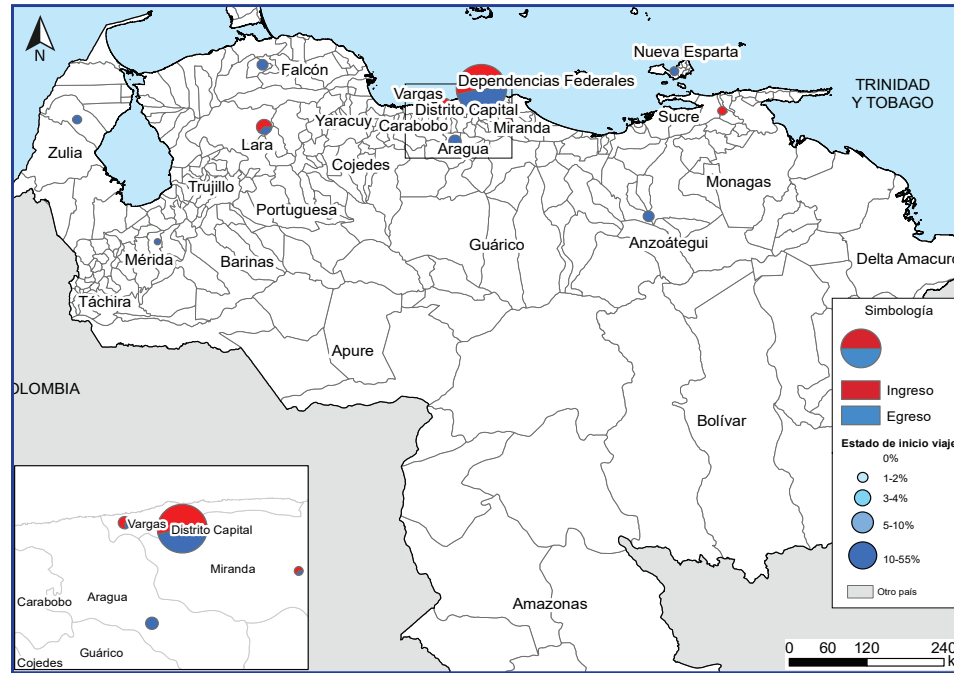 N
Falcón
Nueva Esparta
Dependencias Federales
TRINIDAD
Y TOBAGO
Vargas
Distrito Capital
Yaracuy
Carabobo
Miranda
Sucre
Zulia
Lara
Aragua
Cojedes
Trujillo
Monagas
Portuguesa
Guárico
Anzoátegui
Mérida
Barinas
Delta Amacuro
Táchira
Apure
OLOMBIA
Bolívar
Amazonas
Simbología
Ingreso
Egreso
Estado de inicio viaje
0%
1-2%
3-4%
5-10%
10-55%
Otro país
Vargas
Distrito Capital
Miranda
Carabobo
Aragua
Guárico
Cojedes
0 60 120 240
k